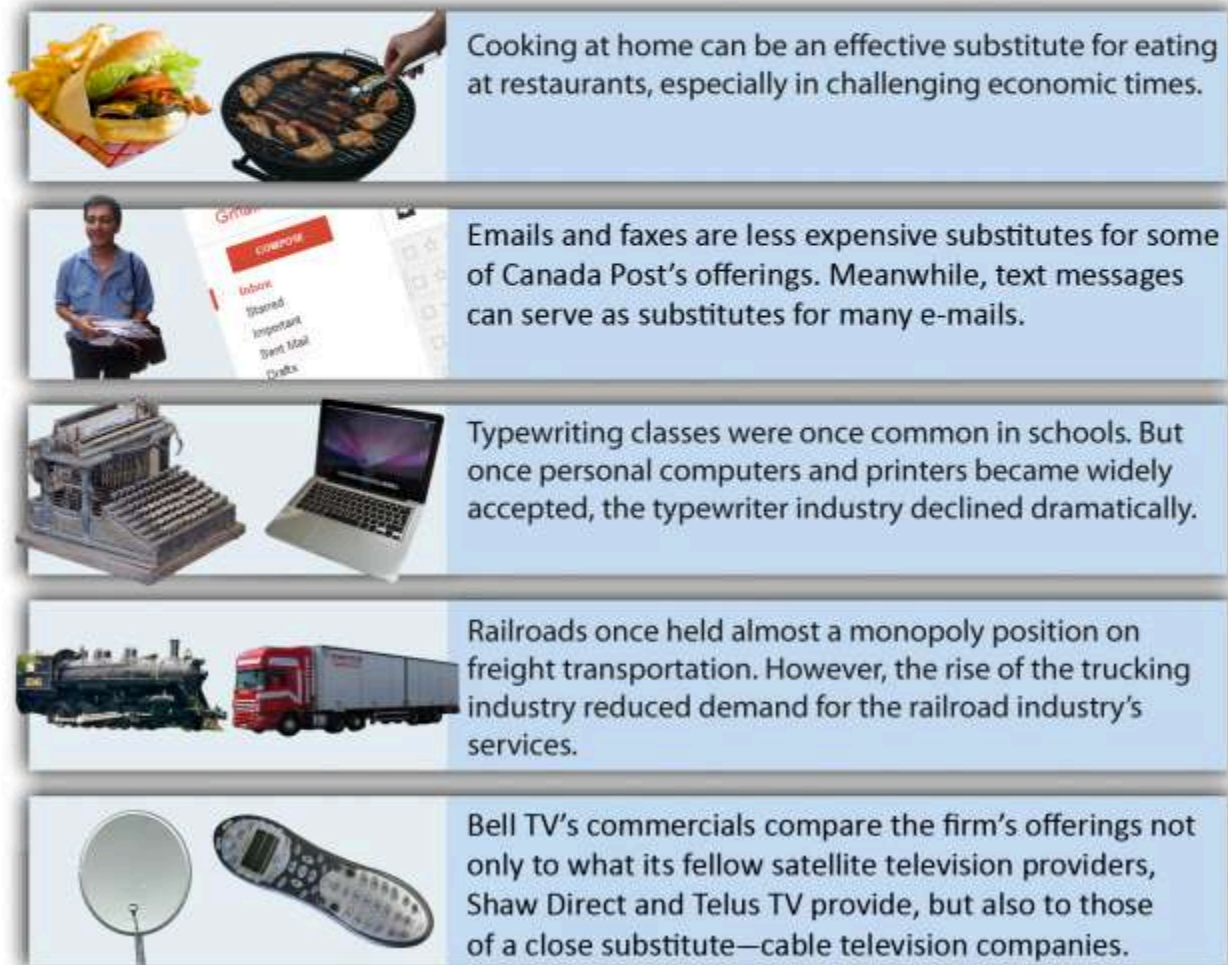 Cooking at home can be an effective substitute for eating
at restaurants, especially in challenging economic times.
COMPOSE
Inbox
Starred
Important
Sent Mail
Drafts
Emails and faxes are less expensive substitutes for some
of Canada Post's offerings. Meanwhile, text messages
can serve as substitutes for many e-mails.
Typewriting classes were once common in schools. But
once personal computers and printers became widely
accepted, the typewriter industry declined dramatically.
Railroads once held almost a monopoly position on
freight transportation. However, the rise of the trucking
industry reduced demand for the railroad industry's
services.
Bell TV's commercials compare the firm's offerings not
only to what its fellow satellite television providers,
Shaw Direct and Telus TV provide, but also to those
of a close substitute—cable television companies.